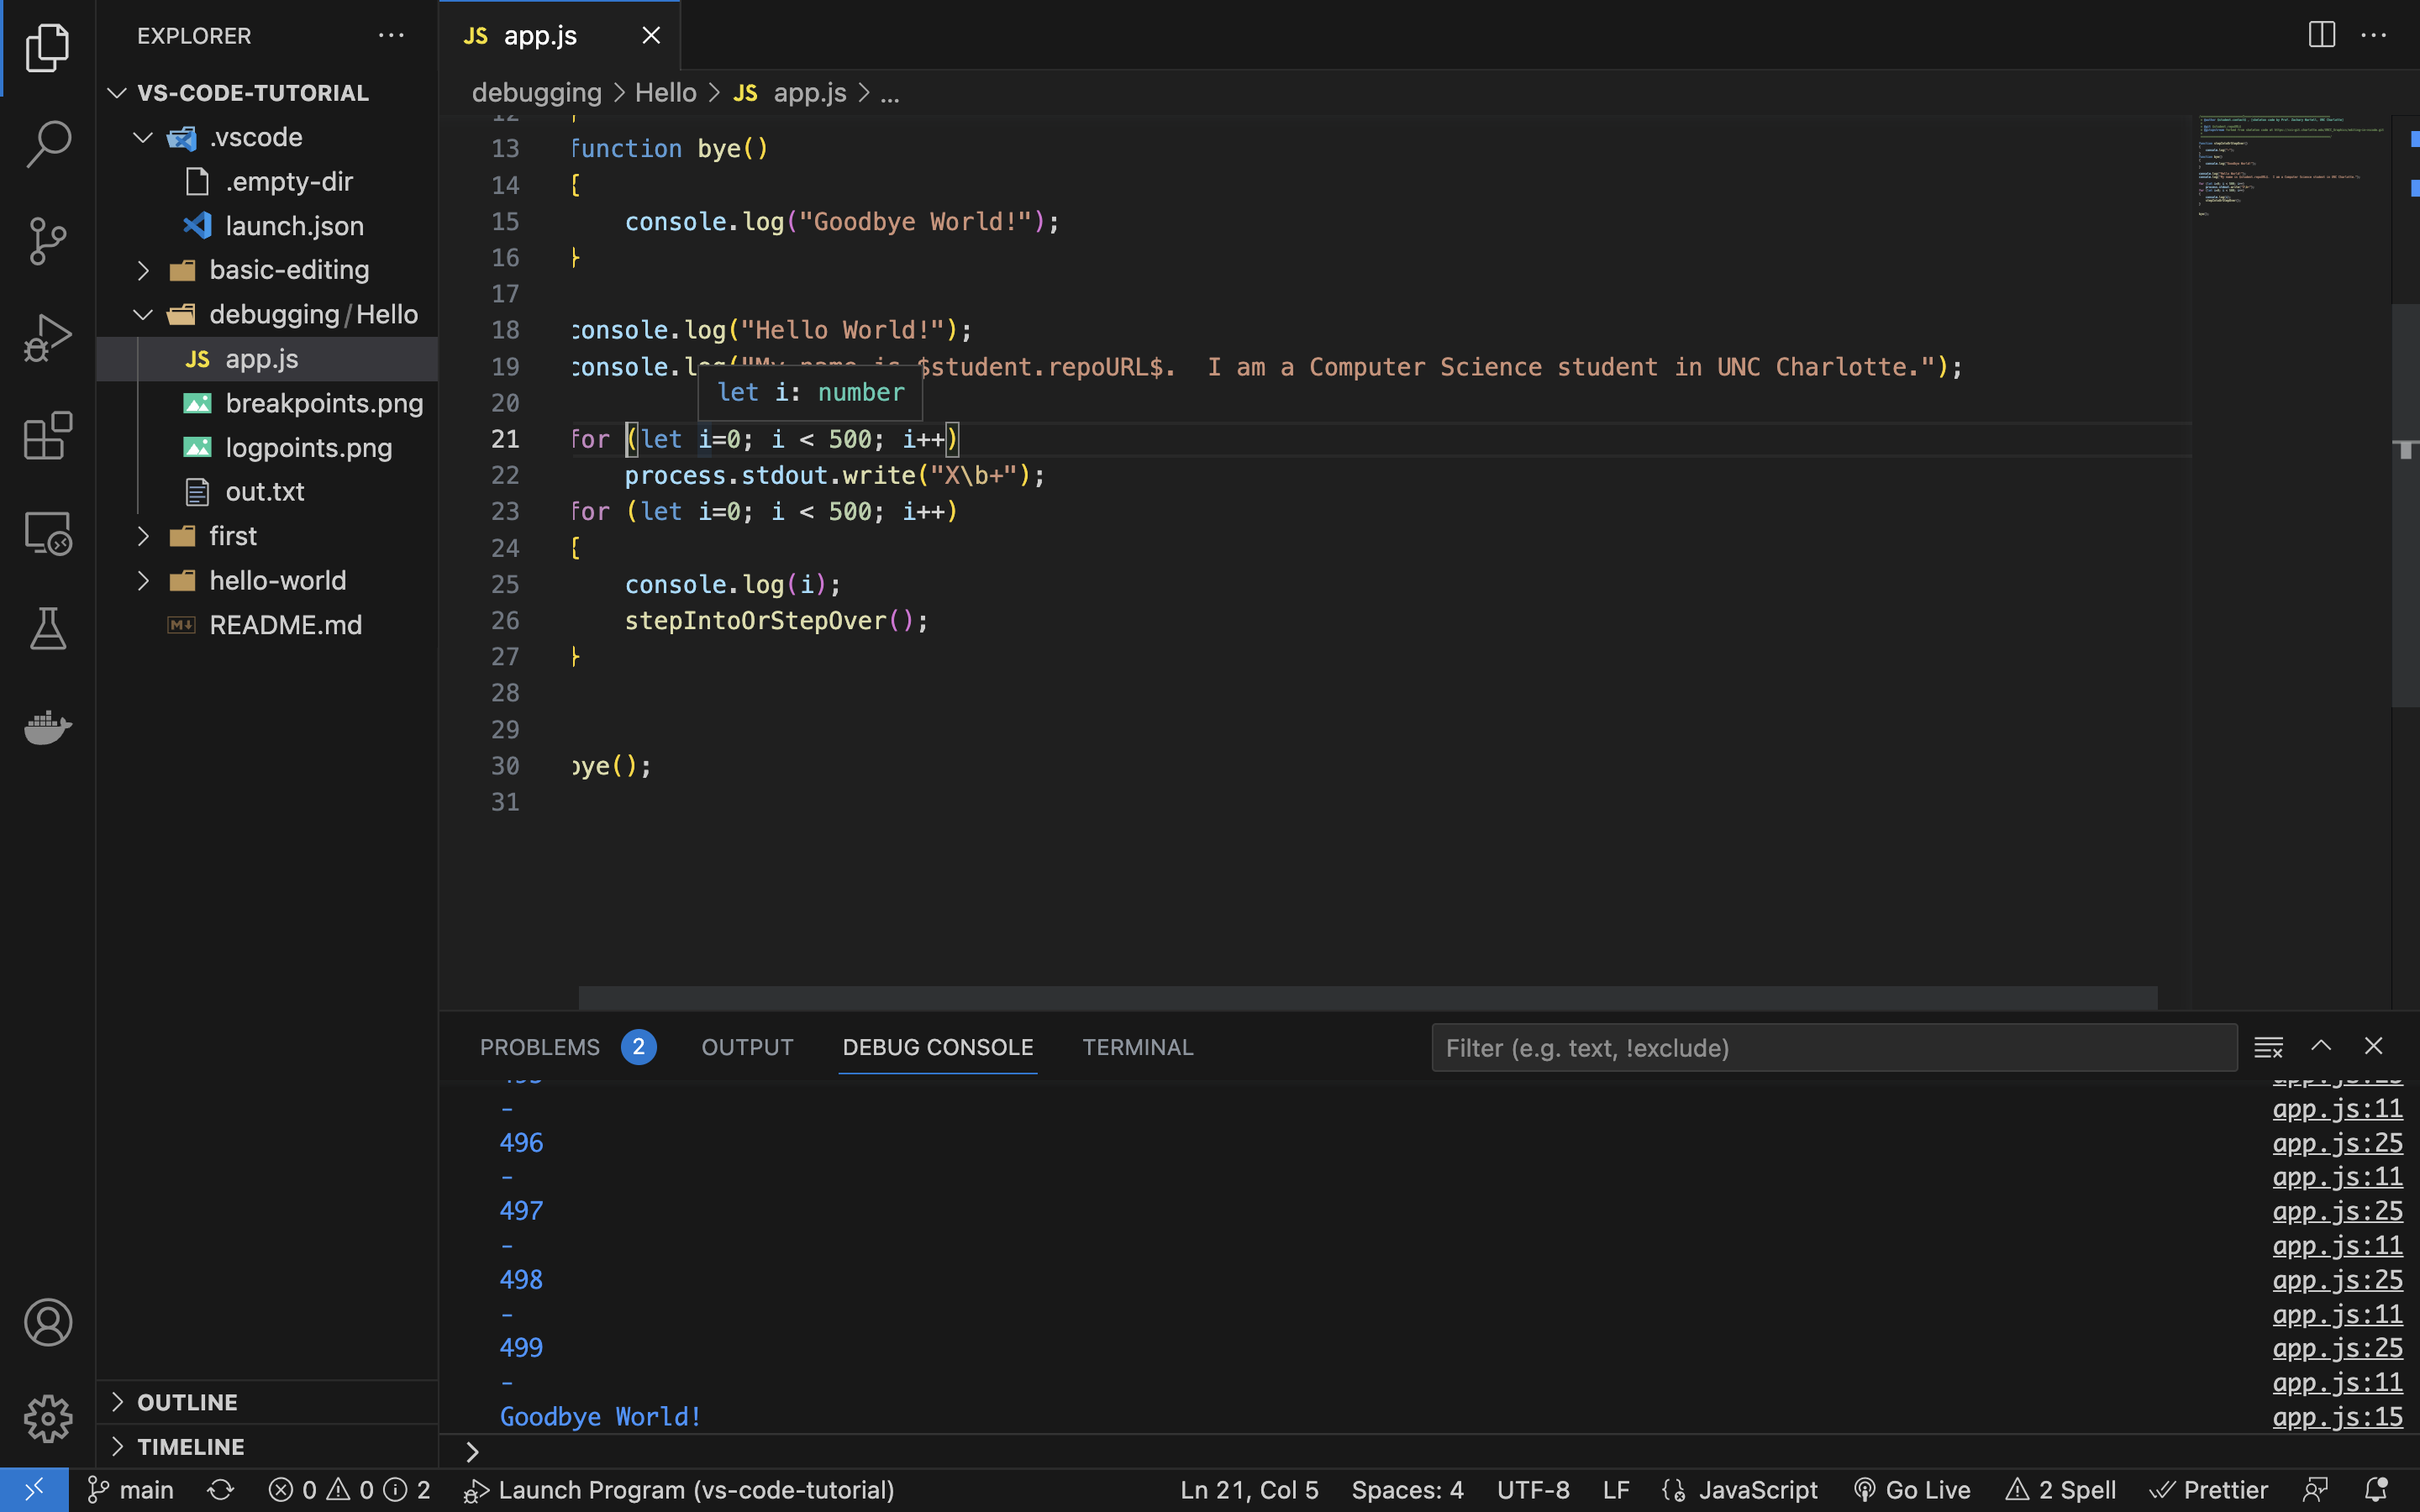 EXPLORER
VS-CODE-TUTORIAL
.vscode
.empty-dir
launch.json
basic-editing
debugging/Hello
JS app.js
breakpoints.png
logpoints.png
out.txt
first
hello-world
README.md
OUTLINE
TIMELINE
JS app.js
debugging > Hello > JS app.js > ...
12 }
13 function bye()
14 {
15 console.log("Goodbye World!");
16 }
17
18 console.log("Hello World!");
19 console.log("My name is $student.repoURL$.  I am a Computer Science student in UNC Charlotte.");
let i: number
20
21 for (let i=0; i < 500; i++)
22 process.stdout.write("X\b+");
23 for (let i=0; i < 500; i++)
24 {
25 console.log(i);
26 stepIntoOrStepOver();
27 }
28
29
30 bye();
31
PROBLEMS 2 OUTPUT DEBUG CONSOLE TERMINAL Filter (e.g. text, !exclude)
495 app.js:25
- app.js:11
496 app.js:25
- app.js:11
497 app.js:25
- app.js:11
498 app.js:25
- app.js:11
499 app.js:25
- app.js:11
Goodbye World! app.js:15
>
main 0 0 2 Launch Program (vs-code-tutorial) Ln 21, Col 5 Spaces: 4 UTF-8 LF JavaScript Go Live 2 Spell Prettier